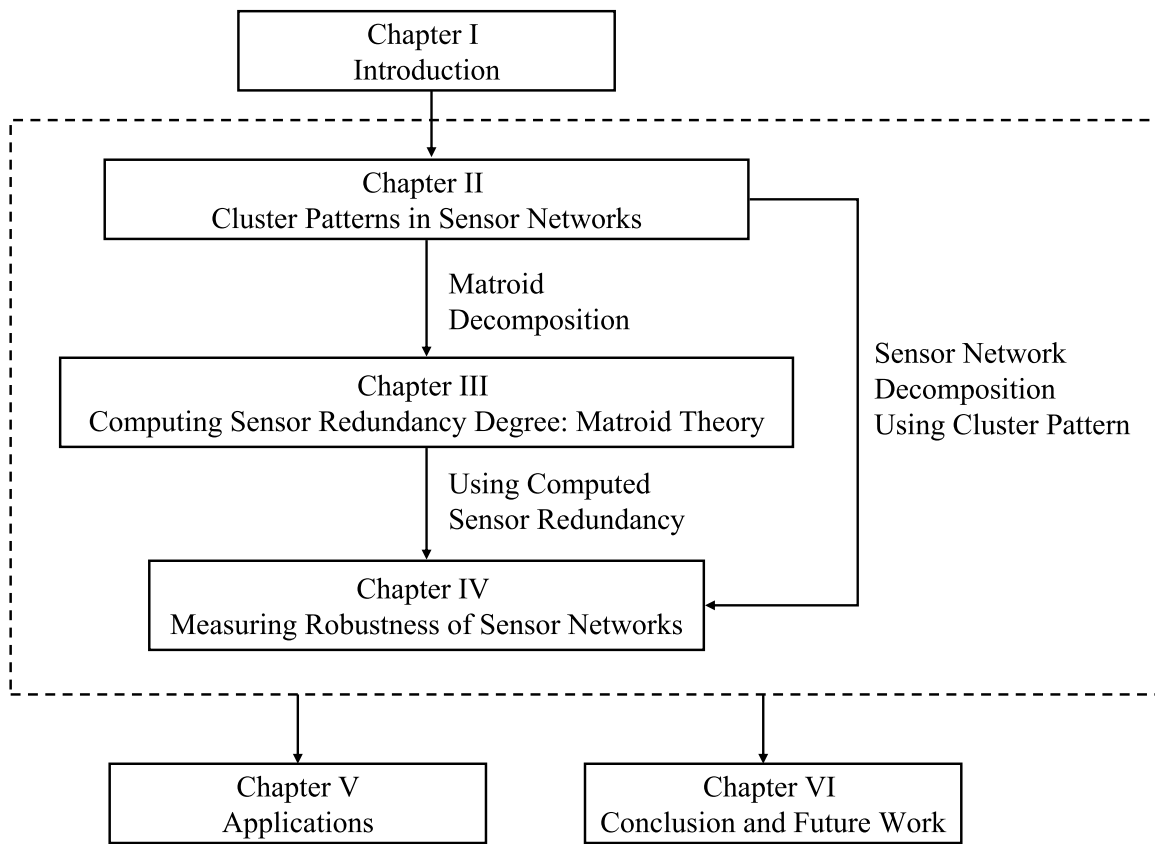 Chapter I
Introduction
Chapter II
Cluster Patterns in Sensor Networks
Matroid
Decomposition
Sensor Network
Decomposition
Using Cluster Pattern
Chapter III
Computing Sensor Redundancy Degree: Matroid Theory
Using Computed
Sensor Redundancy
Chapter IV
Measuring Robustness of Sensor Networks
Chapter V
Applications
Chapter VI
Conclusion and Future Work